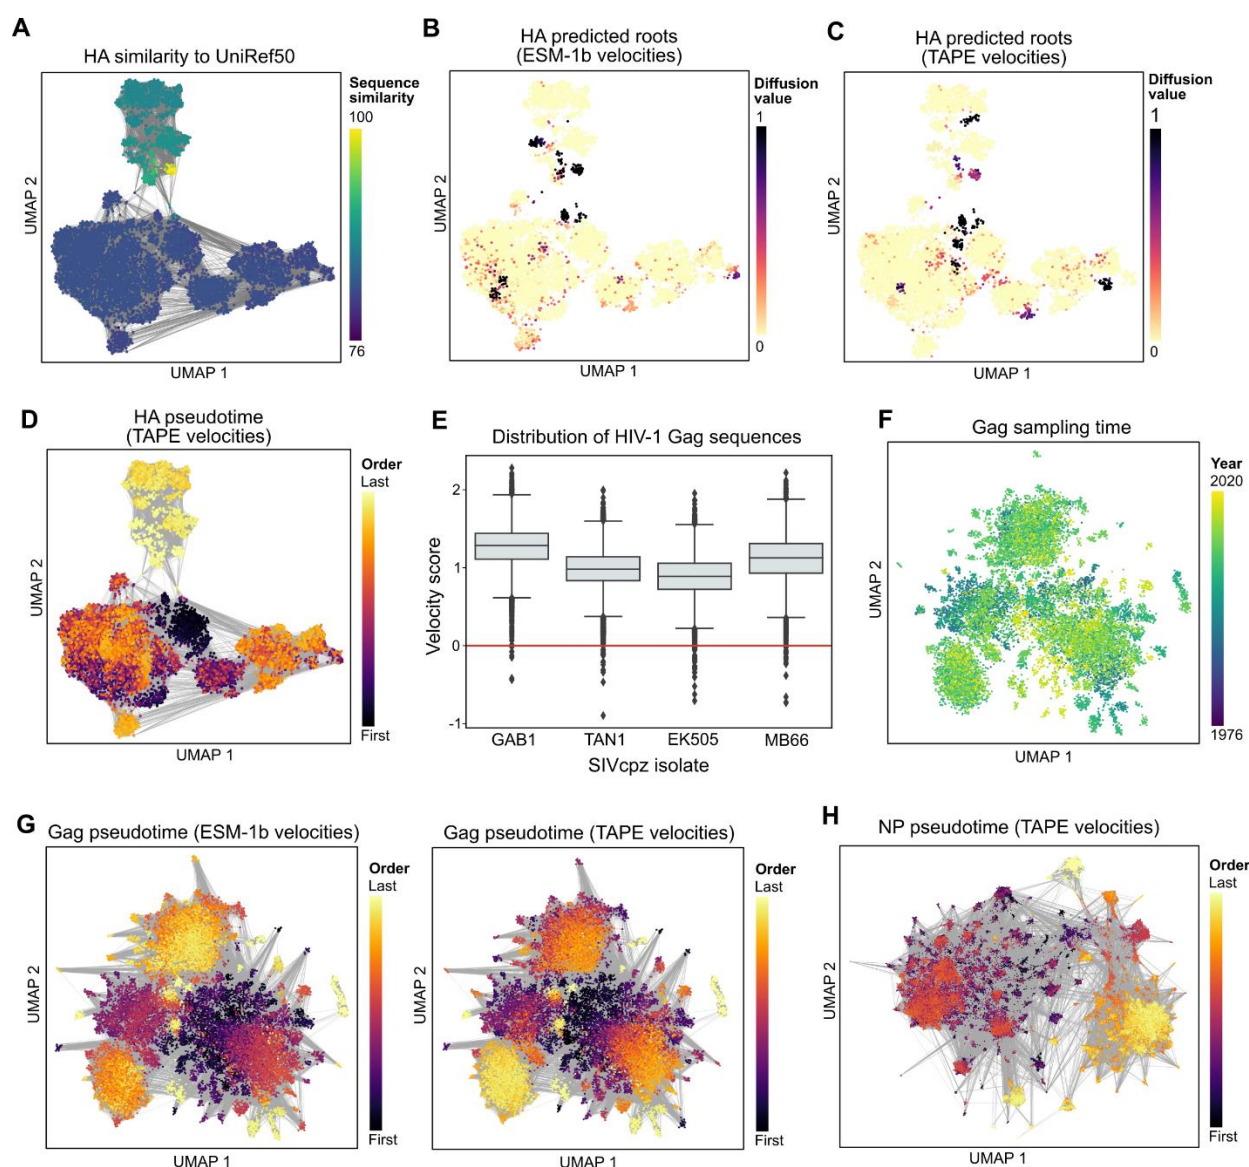 A
HA similarity to UniRef50
Sequence
similarity
100
76
UMAP 2
UMAP 1
B
HA predicted roots
(ESM-1b velocities)
Diffusion
value
1
0
UMAP 2
UMAP 1
C
HA predicted roots
(TAPE velocities)
Diffusion
value
1
0
UMAP 2
UMAP 1
D
HA pseudotime
(TAPE velocities)
Order
Last
First
UMAP 2
UMAP 1
E
Distribution of HIV-1 Gag sequences
Velocity score
2
1
0
-1
GAB1 TAN1 EK505 MB66
SIVcpz isolate
F
Gag sampling time
Year
2020
1976
UMAP 2
UMAP 1
G
Gag pseudotime (ESM-1b velocities)
Order
Last
First
UMAP 2
UMAP 1
Gag pseudotime (TAPE velocities)
Order
Last
First
UMAP 2
UMAP 1
H
NP pseudotime (TAPE velocities)
Order
Last
First
UMAP 2
UMAP 1